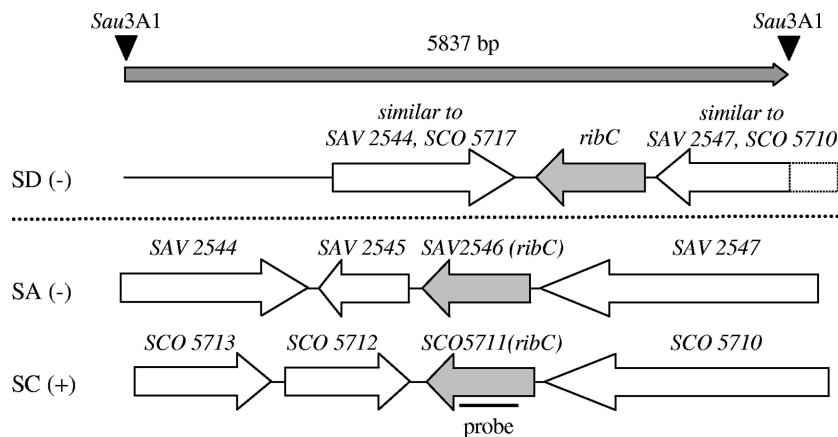 Sau3A1 Sau3A1
5837 bp
similar to similar to
SAV 2544, SCO 5717 ribC SAV 2547, SCO 5710
SD (-)
SAV 2544 SAV 2545 SAV2546 (ribC) SAV 2547
SA (-)
SCO 5713 SCO 5712 SCO5711(ribC) SCO 5710
SC (+)
probe